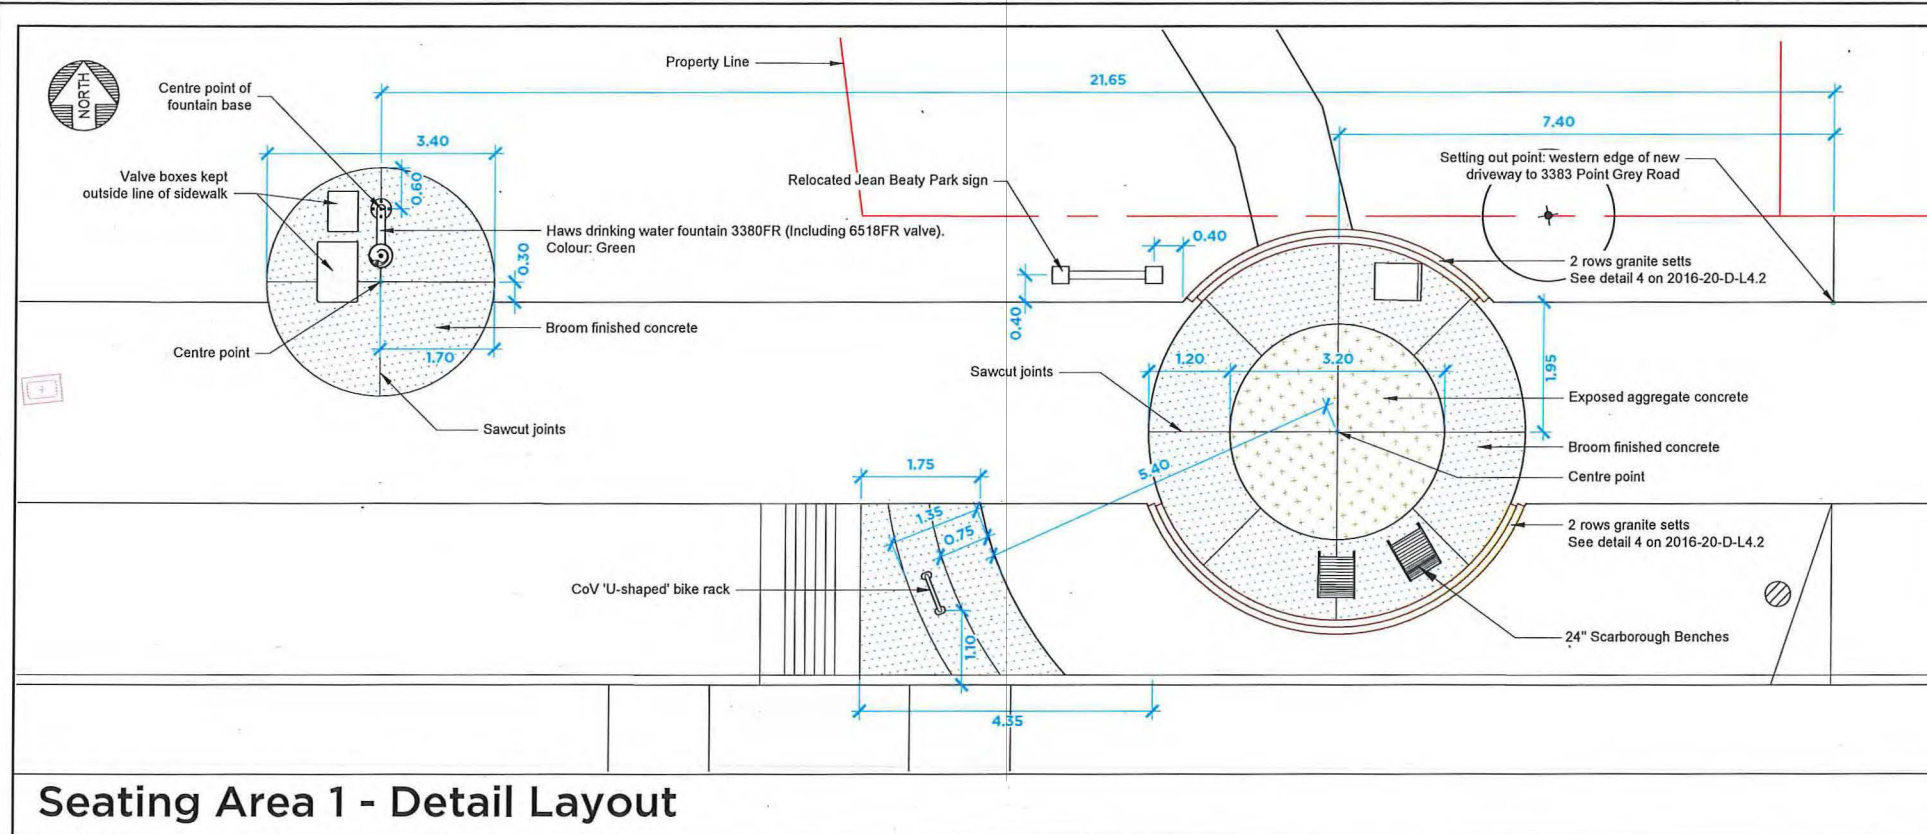 NORTH
Centre point of
fountain base
Property Line
21.65
3.40
7.40
Valve boxes kept
outside line of sidewalk
0.60
Relocated Jean Beaty Park sign
Setting out point: western edge of new
driveway to 3383 Point Grey Road
Haws drinking water fountain 3380FR (Including 6518FR valve).
Colour: Green
0.30
0.40
2 rows granite setts
See detail 4 on 2016-20-D-L4.2
Broom finished concrete
0.40
Centre point
1.70
Sawcut joints
1.20
3.20
1.95
Exposed aggregate concrete
Sawcut joints
Broom finished concrete
1.75
5.40
Centre point
1.35
0.75
2 rows granite setts
See detail 4 on 2016-20-D-L4.2
CoV 'U-shaped' bike rack
1.10
24" Scarborough Benches
4.35
Seating Area 1 - Detail Layout